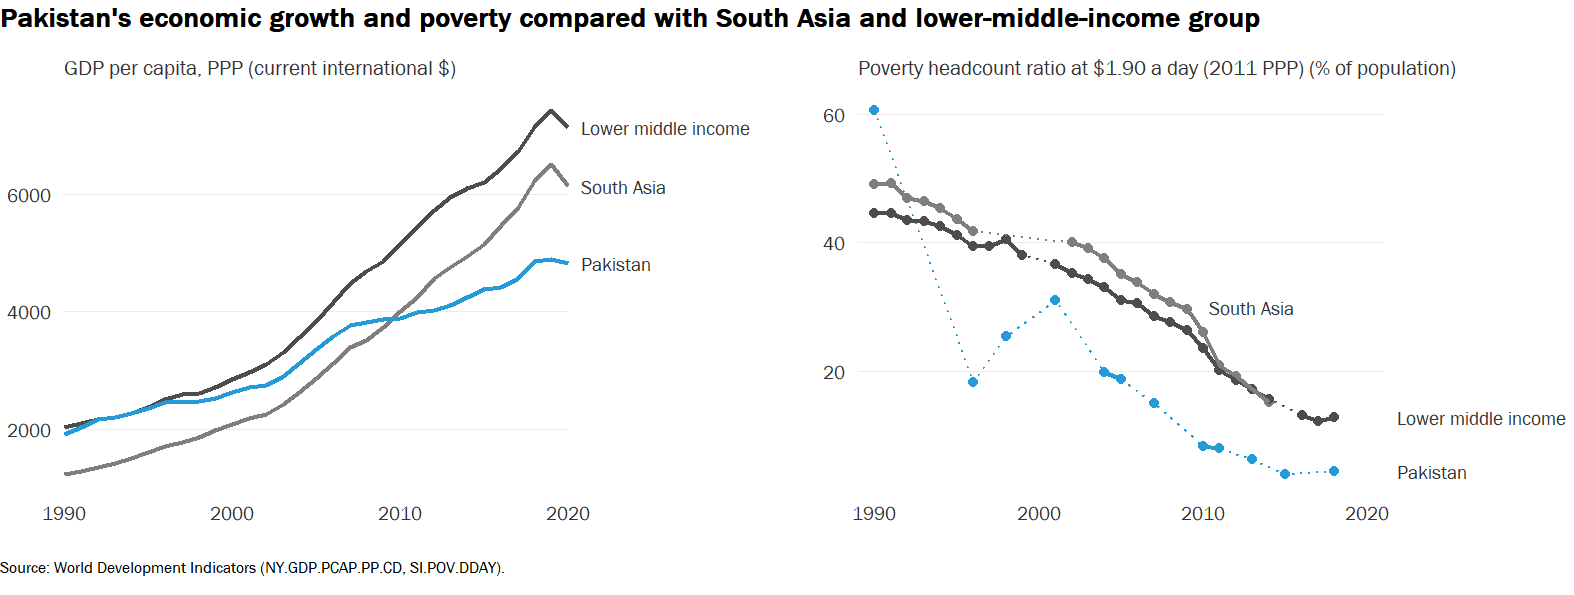 Pakistan's economic growth and poverty compared with South Asia and lower-middle-income group
GDP per capita, PPP (current international $)
Lower middle income
6000
South Asia
Pakistan
4000
2000
1990
2000
2010
2020
Poverty headcount ratio at $1.90 a day (2011 PPP) (% of population)
60
40
South Asia
20
Lower middle income
Pakistan
1990
2000
2010
2020
Source: World Development Indicators (NY.GDP.PCAP.PP.CD, SI.POV.DDAY).